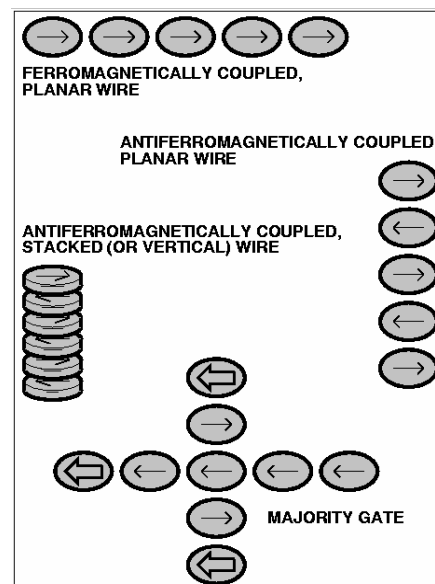 FERROMAGNETICALLY COUPLED,
PLANAR WIRE
ANTIFERROMAGNETICALLY COUPLED
PLANAR WIRE
ANTIFERROMAGNETICALLY COUPLED,
STACKED (OR VERTICAL) WIRE
MAJORITY GATE